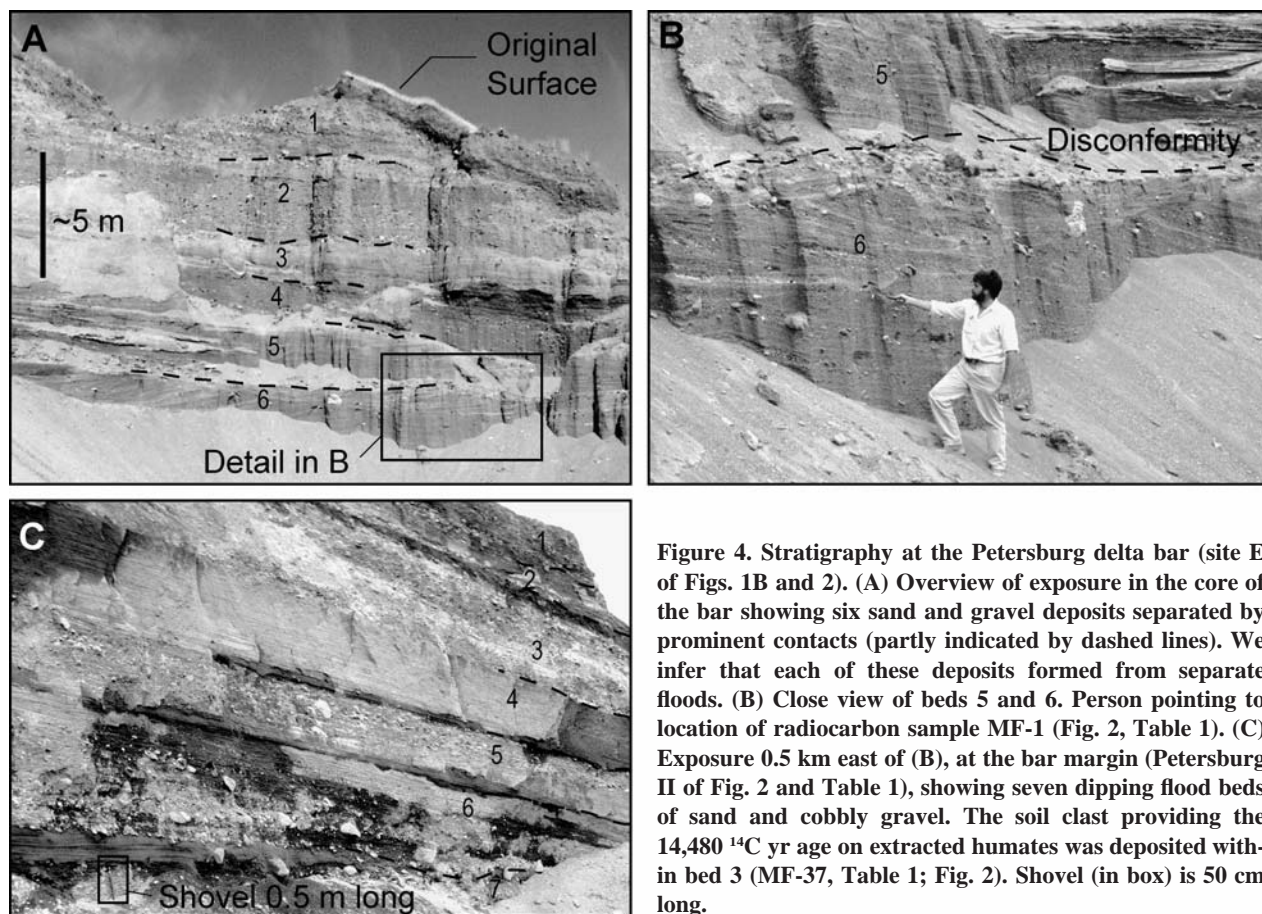 A
Original
Surface
1
2
~5 m
3
4
5
6
Detail in B
B
5
Disconformity
6
C
1
2
3
4
5
6
7
Shovel 0.5 m long
Figure 4. Stratigraphy at the Petersburg delta bar (site E
of Figs. 1B and 2). (A) Overview of exposure in the core of
the bar showing six sand and gravel deposits separated by
prominent contacts (partly indicated by dashed lines). We
infer that each of these deposits formed from separate
floods. (B) Close view of beds 5 and 6. Person pointing to
location of radiocarbon sample MF-1 (Fig. 2, Table 1). (C)
Exposure 0.5 km east of (B), at the bar margin (Petersburg
II of Fig. 2 and Table 1), showing seven dipping flood beds
of sand and cobbly gravel. The soil clast providing the
14,480 ¹⁴C yr age on extracted humates was deposited with-
in bed 3 (MF-37, Table 1; Fig. 2). Shovel (in box) is 50 cm
long.